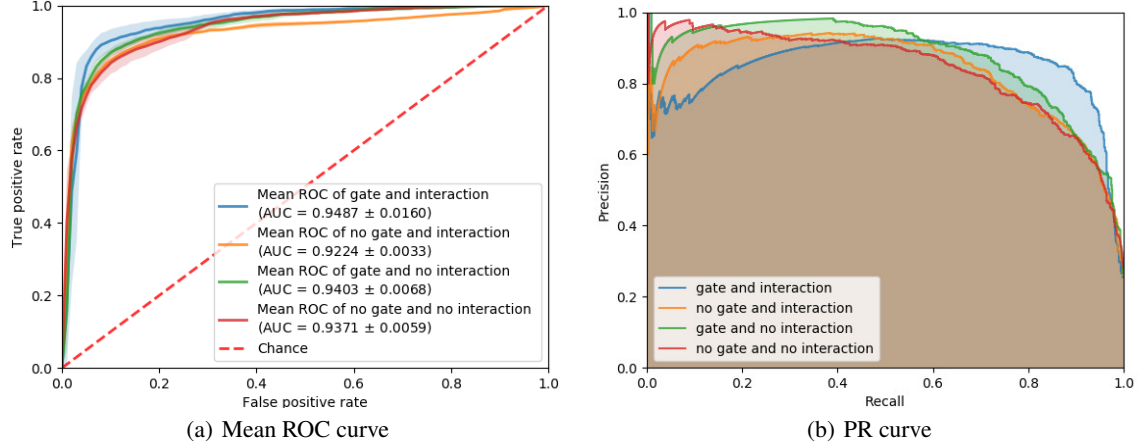 True positive rate
1.0
0.8
0.6
0.4
0.2
0.0
Mean ROC of gate and interaction
(AUC = 0.9487 ± 0.0160)
Mean ROC of no gate and interaction
(AUC = 0.9224 ± 0.0033)
Mean ROC of gate and no interaction
(AUC = 0.9403 ± 0.0068)
Mean ROC of no gate and no interaction
(AUC = 0.9371 ± 0.0059)
Chance
0.0 0.2 0.4 0.6 0.8 1.0
False positive rate
(a) Mean ROC curve
Precision
1.0
0.8
0.6
0.4
0.2
0.0
gate and interaction
no gate and interaction
gate and no interaction
no gate and no interaction
0.0 0.2 0.4 0.6 0.8 1.0
Recall
(b) PR curve